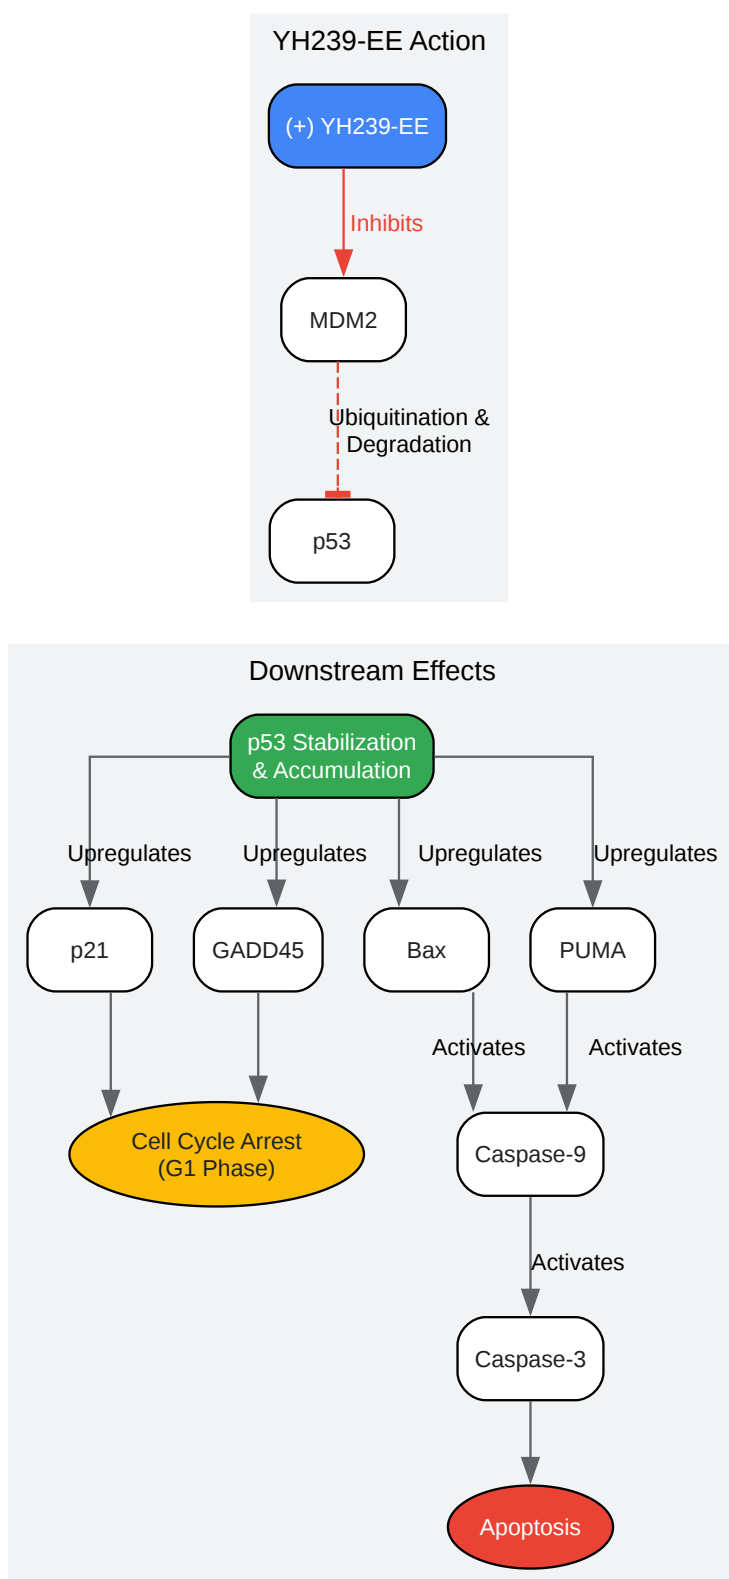 YH239-EE Action
(+) YH239-EE
Inhibits
MDM2
Ubiquitination &
Degradation
p53
Downstream Effects
p53 Stabilization
& Accumulation
Upregulates
Upregulates
Upregulates
Upregulates
p21
GADD45
Bax
PUMA
Activates
Activates
Cell Cycle Arrest
(G1 Phase)
Caspase-9
Activates
Caspase-3
Apoptosis